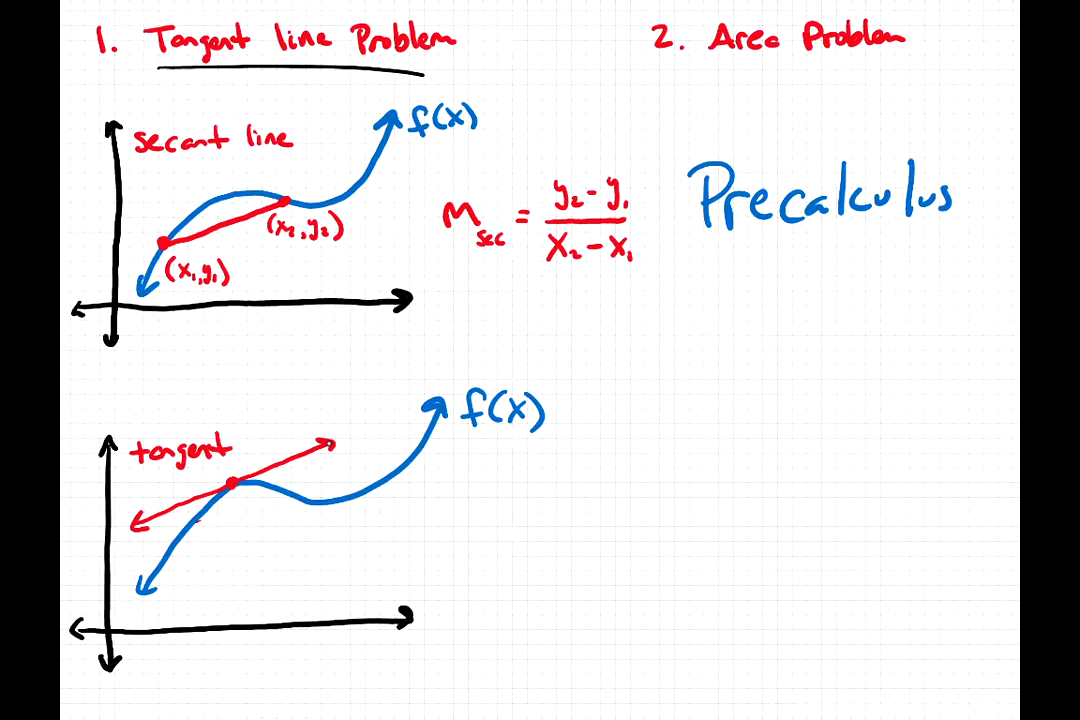 1. Tangent line Problem
2. Area Problem
secant line
f(x)
(x₂, y₂)
(x₁, y₁)
M_sec = (y₂ - y₁) / (x₂ - x₁)
Precalculus
tangent
f(x)